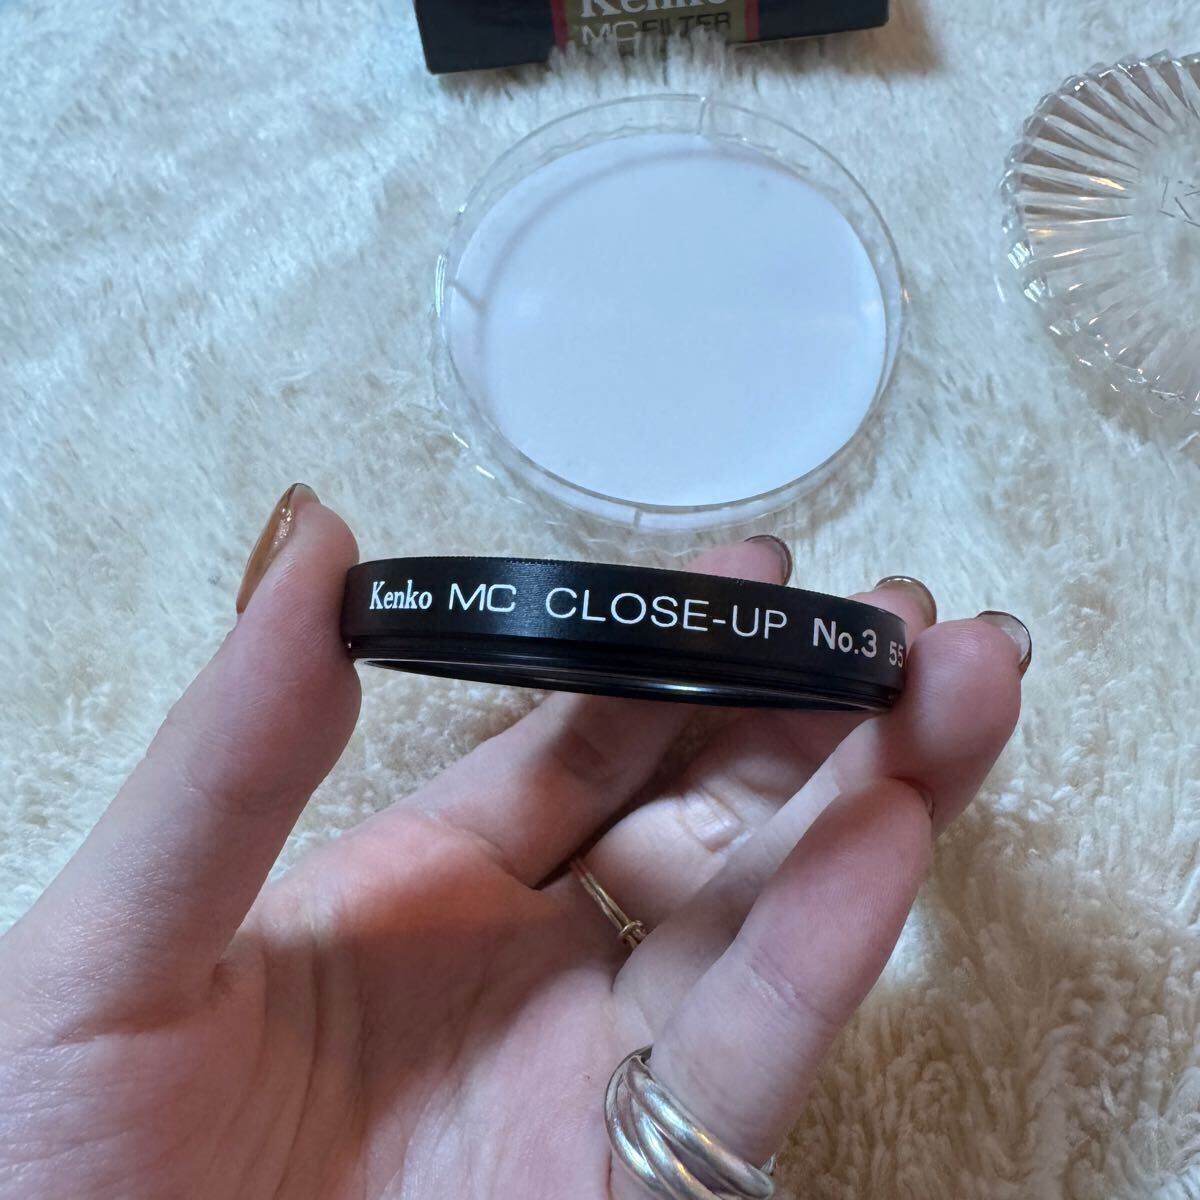 Kenko
MC FILTER
Kenko MC CLOSE-UP No.3 55